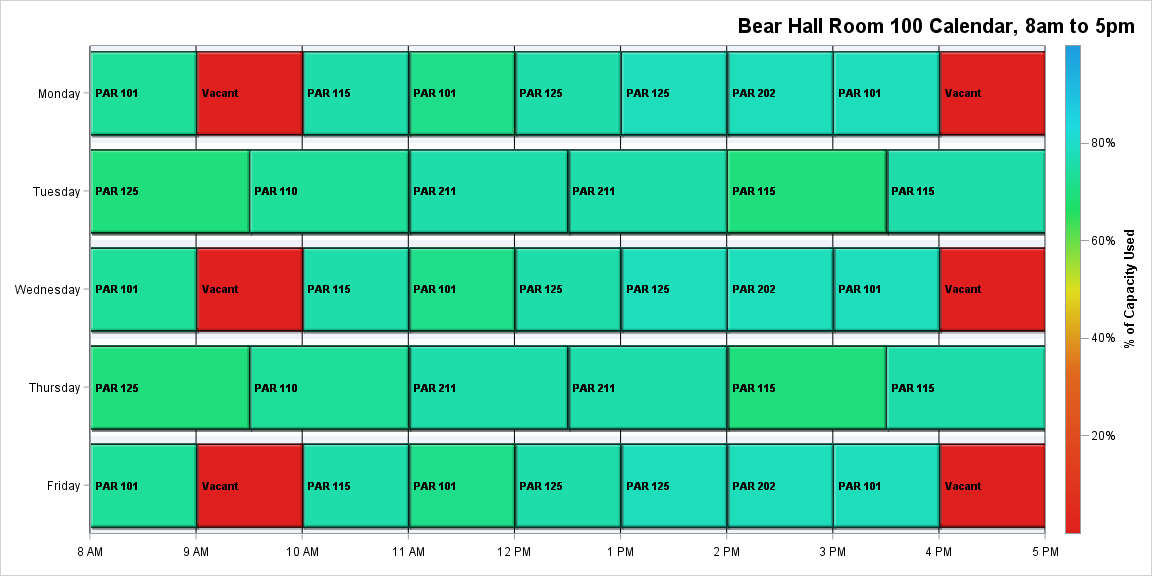 Bear Hall Room 100 Calendar, 8am to 5pm
Monday
PAR 101
Vacant
PAR 115
PAR 101
PAR 125
PAR 125
PAR 202
PAR 101
Vacant
Tuesday
PAR 125
PAR 110
PAR 211
PAR 211
PAR 115
PAR 115
Wednesday
PAR 101
Vacant
PAR 115
PAR 101
PAR 125
PAR 125
PAR 202
PAR 101
Vacant
Thursday
PAR 125
PAR 110
PAR 211
PAR 211
PAR 115
PAR 115
Friday
PAR 101
Vacant
PAR 115
PAR 101
PAR 125
PAR 125
PAR 202
PAR 101
Vacant
8 AM
9 AM
10 AM
11 AM
12 PM
1 PM
2 PM
3 PM
4 PM
5 PM
80%
60%
40%
20%
% of Capacity Used